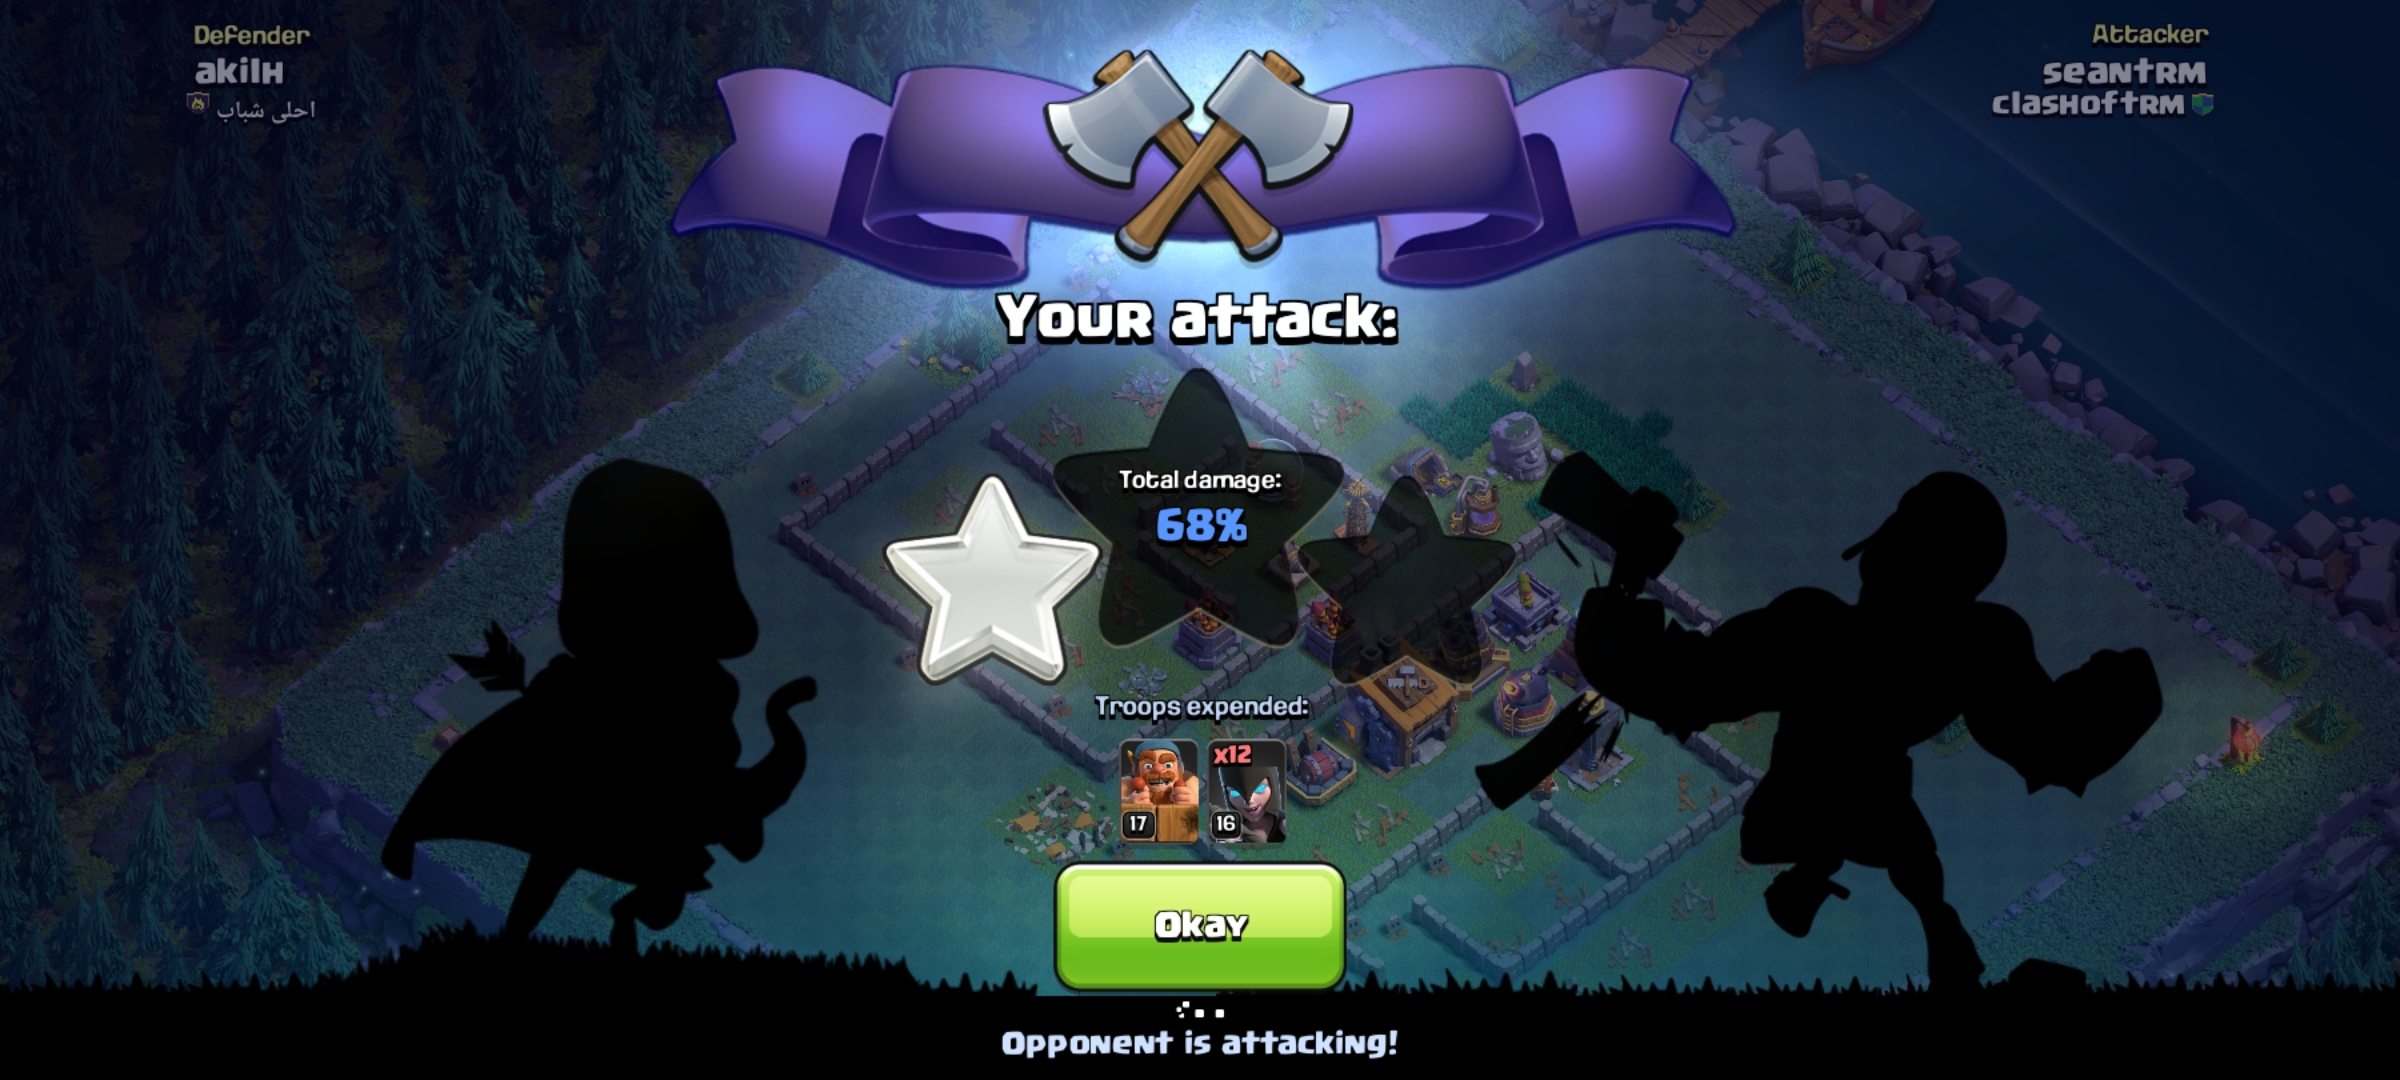 Defender
akilh
احلى شباب
Attacker
seantrm
clashoftrm
Your attack:
Total damage:
68%
Troops expended:
x12
17
16
Okay
Opponent is attacking!